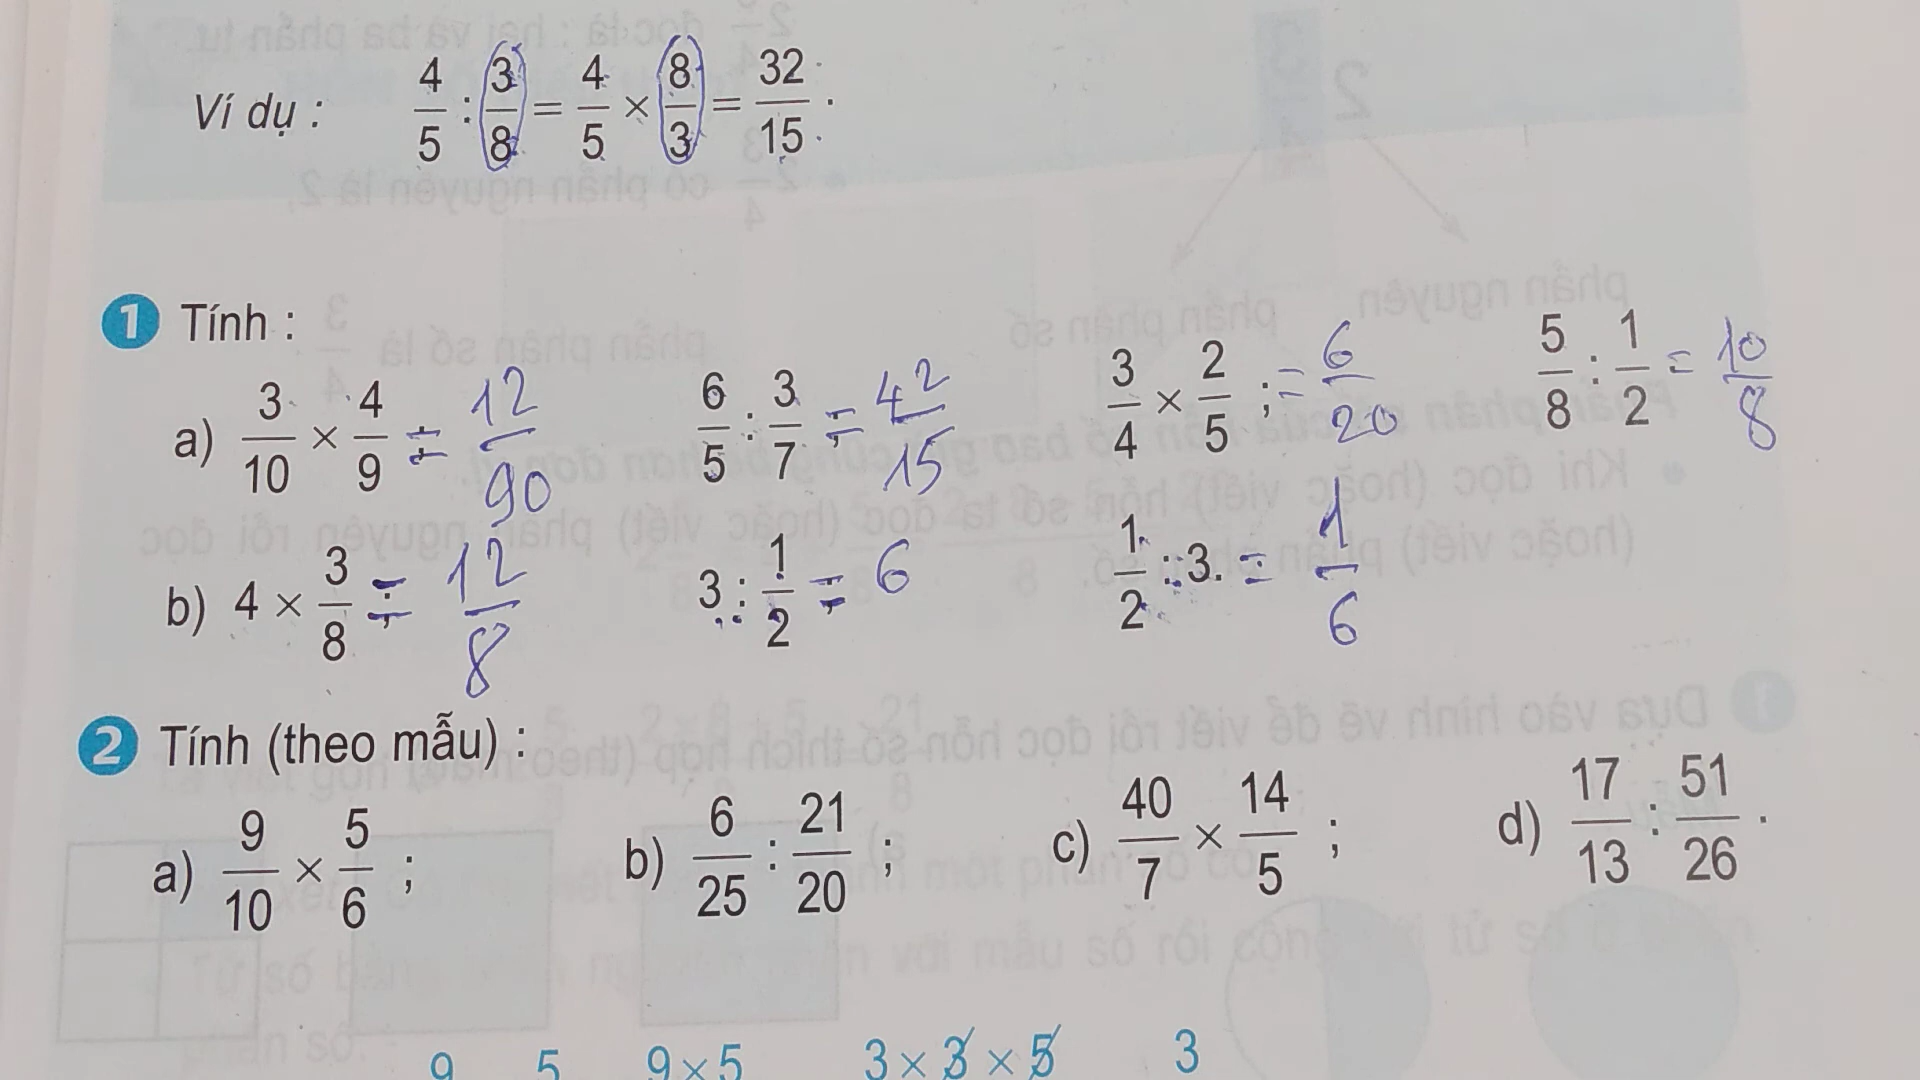 Ví dụ : 4/5 : 3/8 = 4/5 × 8/3 = 32/15 .
1 Tính :
a) 3/10 × 4/9 ; = 12/90 6/5 : 3/7 ; = 42/15 3/4 × 2/5 ; = 6/20 5/8 : 1/2 = 10/8
b) 4 × 3/8 ; = 12/8 3 : 1/2 ; = 6 1/2 : 3. = 1/6
2 Tính (theo mẫu) :
a) 9/10 × 5/6 ; b) 6/25 : 21/20 ; c) 40/7 × 14/5 ; d) 17/13 : 51/26 .
9 5 9 × 5 3 × 3 × 5 3